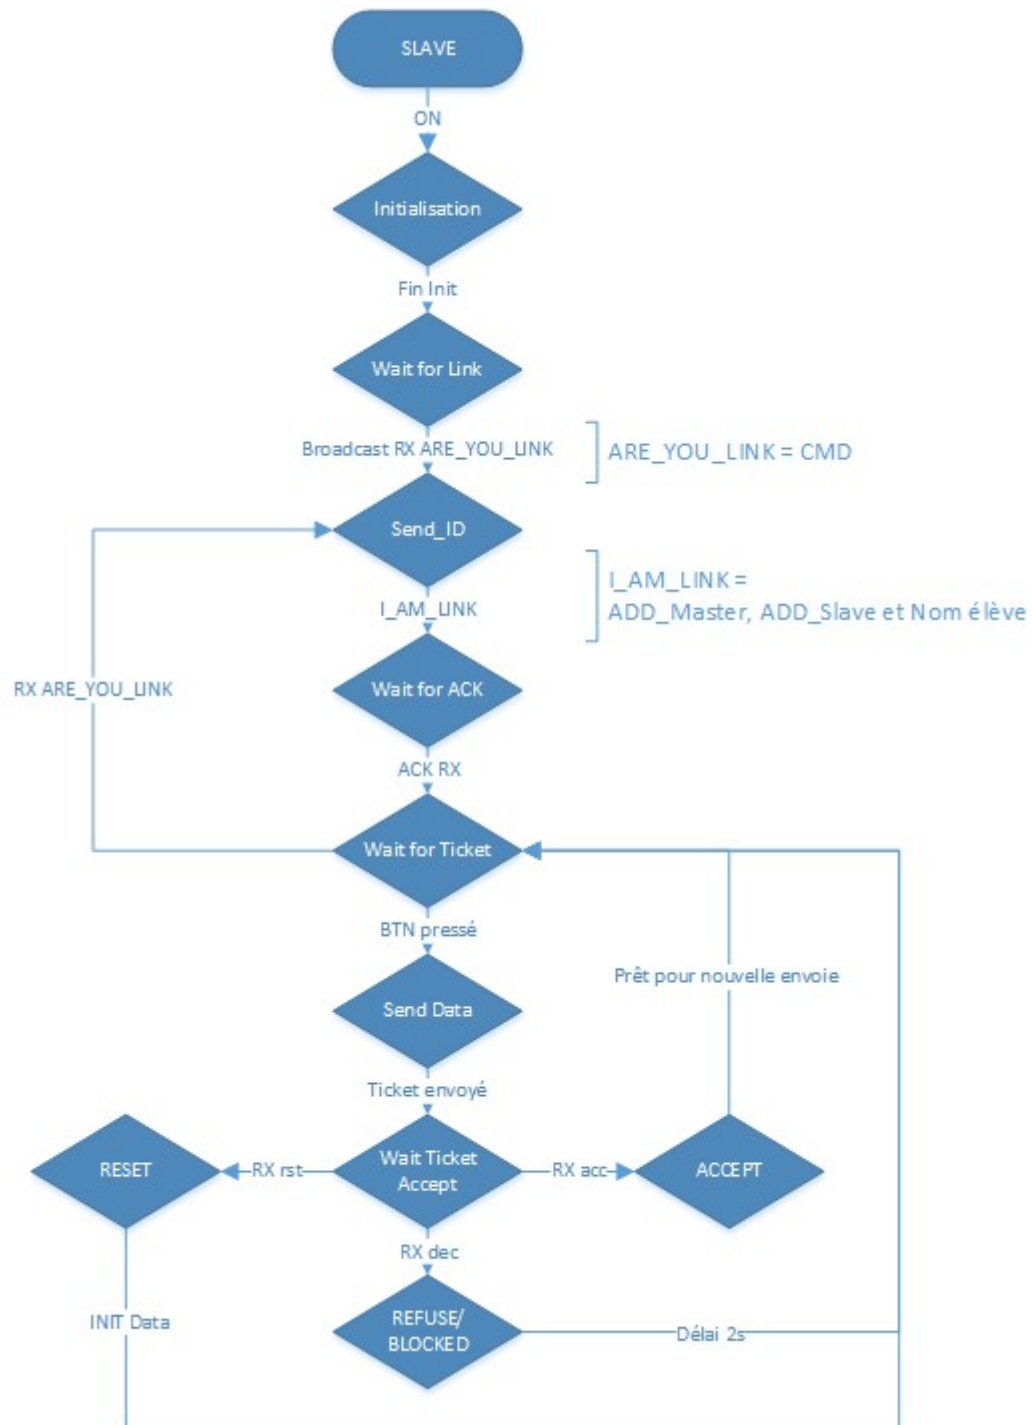 SLAVE
ON
Initialisation
Fin Init
Wait for Link
Broadcast RX ARE_YOU_LINK
ARE_YOU_LINK = CMD
Send_ID
I_AM_LINK
I_AM_LINK =
ADD_Master, ADD_Slave et Nom élève
Wait for ACK
RX ARE_YOU_LINK
ACK RX
Wait for Ticket
BTN pressé
Prêt pour nouvelle envoie
Send Data
Ticket envoyé
RESET
RX rst
Wait Ticket
Accept
RX acc
ACCEPT
RX dec
INIT Data
REFUSE/
BLOCKED
Délai 2s